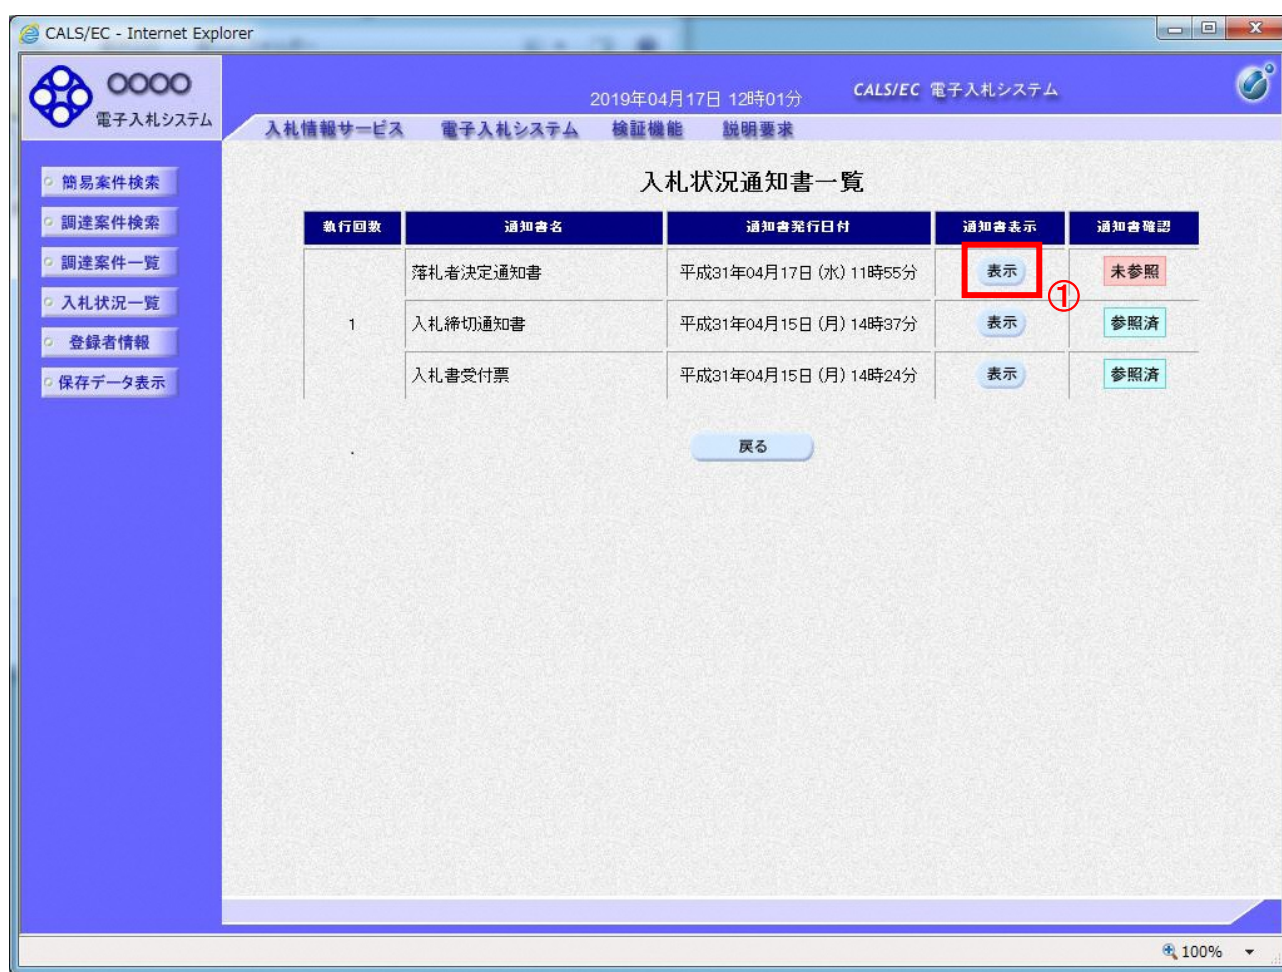 CALS/EC - Internet Explorer
OOOO
電子入札システム
2019年04月17日 12時01分
CALS/EC 電子入札システム
入札情報サービス 電子入札システム 検証機能 説明要求
簡易案件検索
調達案件検索
調達案件一覧
入札状況一覧
登録者情報
保存データ表示
入札状況通知書一覧
執行回数 通知書名 通知書発行日付 通知書表示 通知書確認
落札者決定通知書 平成31年04月17日 (水) 11時55分 表示 未参照
①
1 入札締切通知書 平成31年04月15日 (月) 14時37分 表示 参照済
入札書受付票 平成31年04月15日 (月) 14時24分 表示 参照済
.
戻る
100%